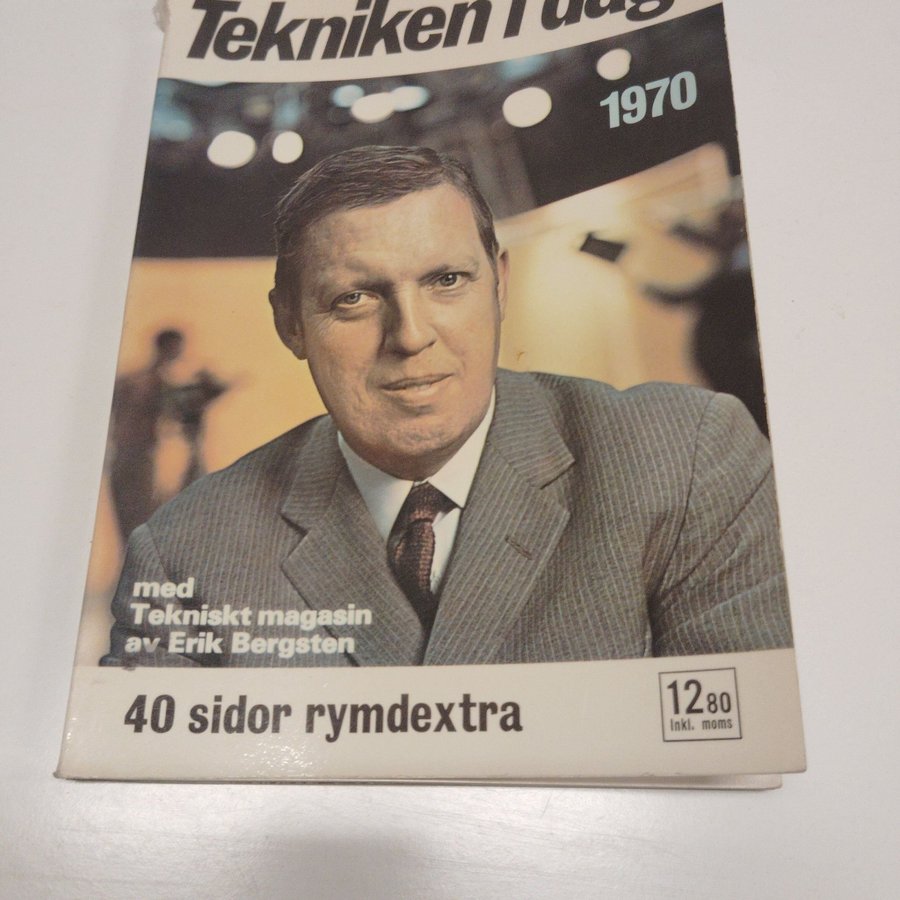 Tekniken i dag
1970
med
Tekniskt magasin
av Erik Bergsten
40 sidor rymdextra
12 80
Inkl. moms